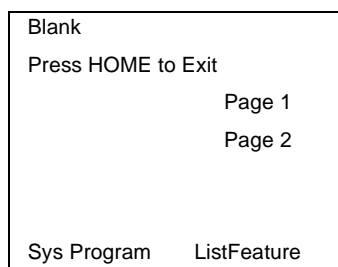 Blank
Press HOME to Exit
Page 1
Page 2
Sys Program ListFeature